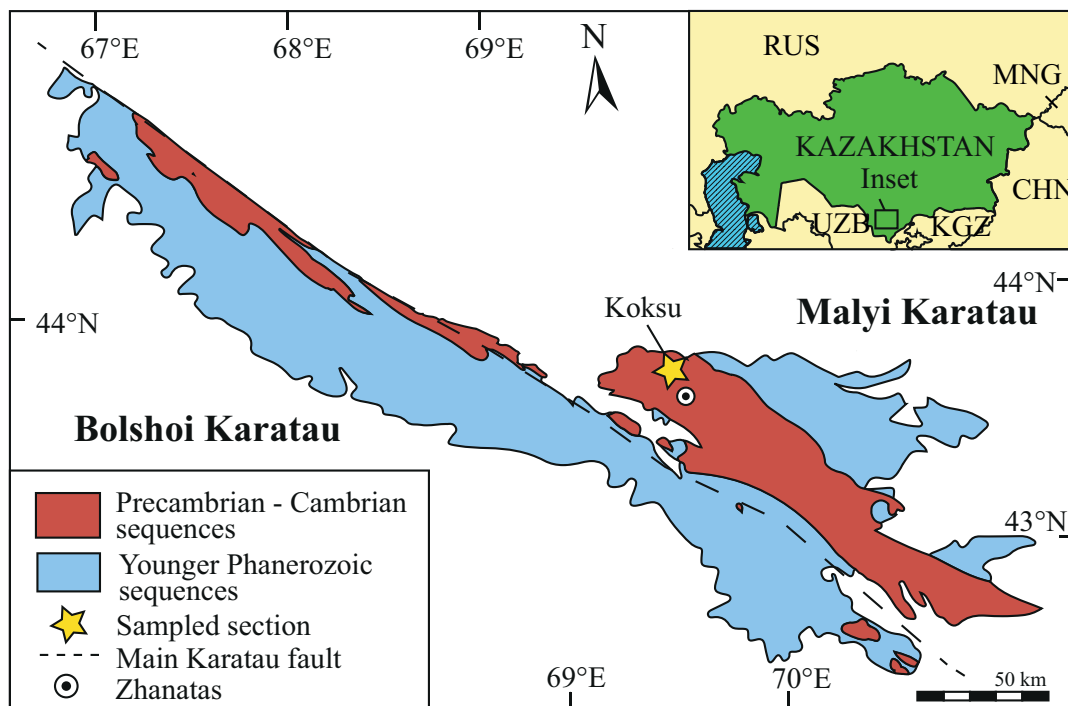 67°E
68°E
69°E
N
RUS
MNG
KAZAKHSTAN
Inset
CHN
UZB
KGZ
44°N
44°N
Koksu
Malyi Karatau
Bolshoi Karatau
43°N
Precambrian - Cambrian
sequences
Younger Phanerozoic
sequences
Sampled section
Main Karatau fault
Zhanatas
69°E
70°E
50 km